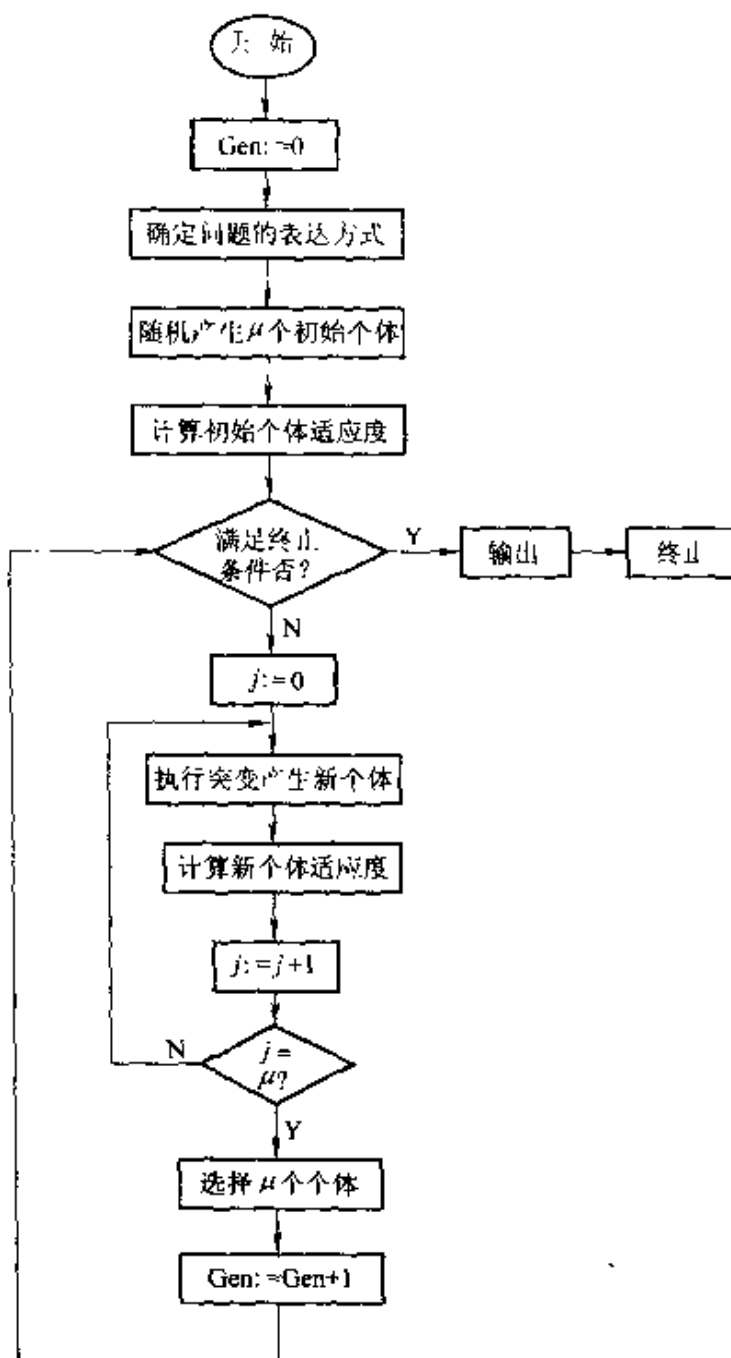 开 始
Gen: =0
确定问题的表达方式
随机产生μ个初始个体
计算初始个体适应度
满足终止
条件否?
Y
输出
终止
N
j: = 0
执行突变产生新个体
计算新个体适应度
j: = j+1
N
j =
μ?
Y
选择 μ个个体
Gen: =Gen+1